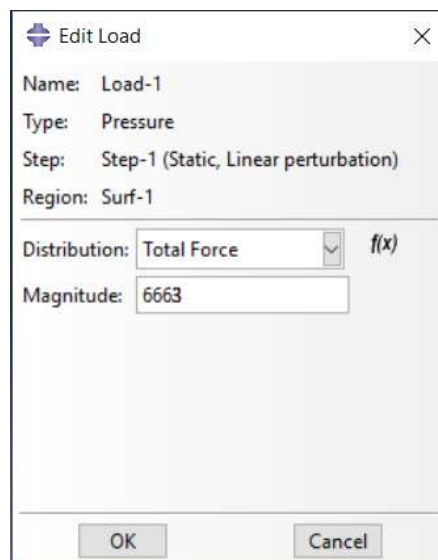 Edit Load
Name: Load-1
Type: Pressure
Step: Step-1 (Static, Linear perturbation)
Region: Surf-1
Distribution: Total Force f(x)
Magnitude: 6663
OK Cancel